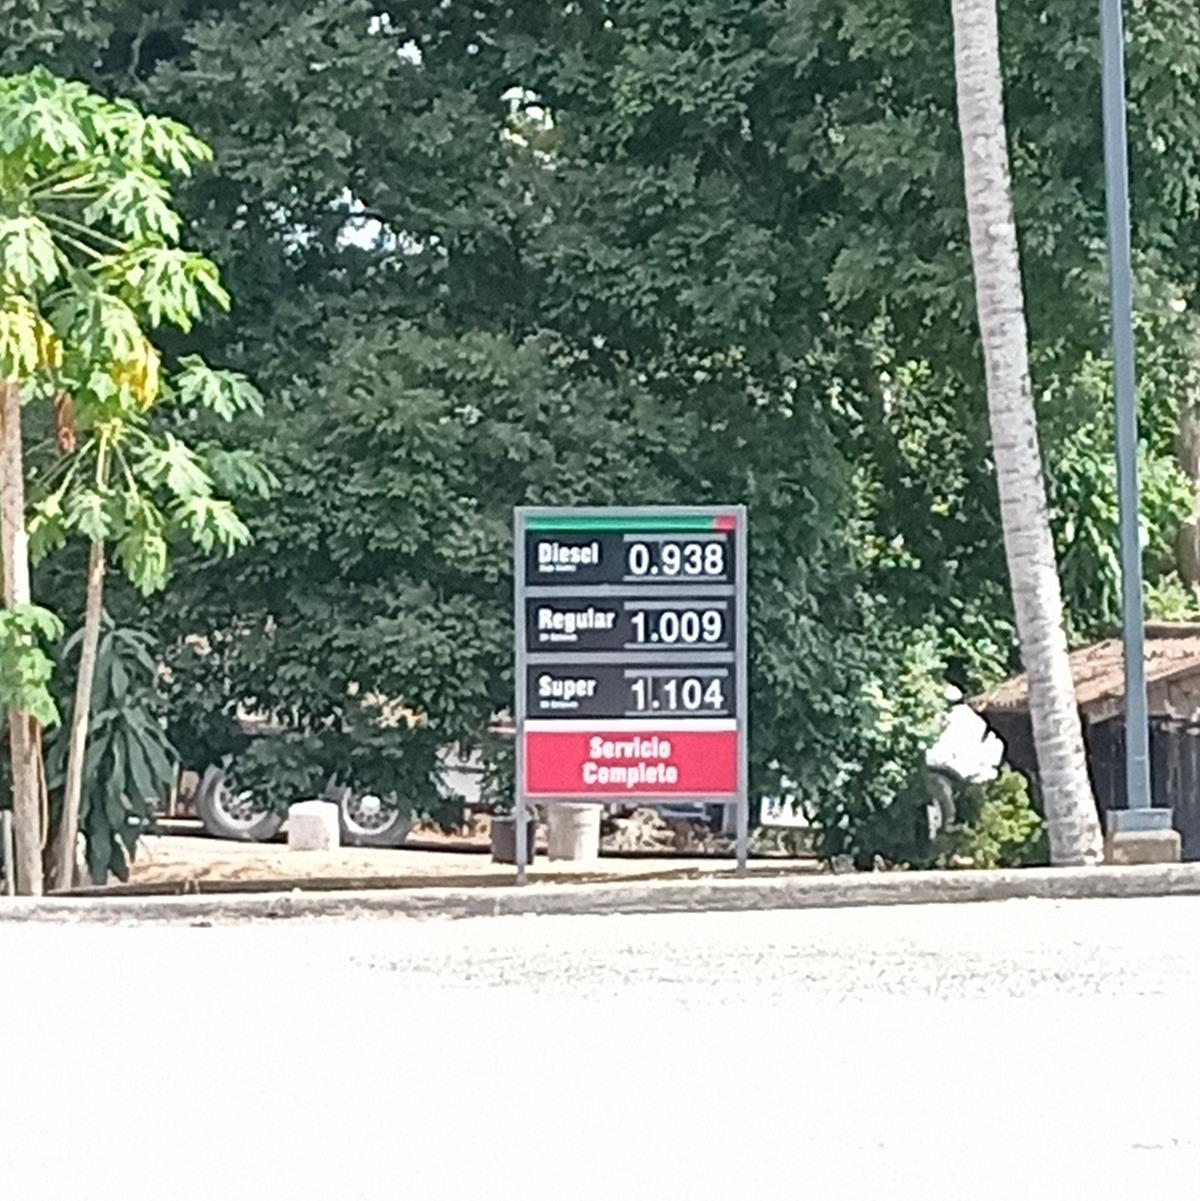 Diesel 0.938
Regular 1.009
Super 1.104
Servicio
Completo